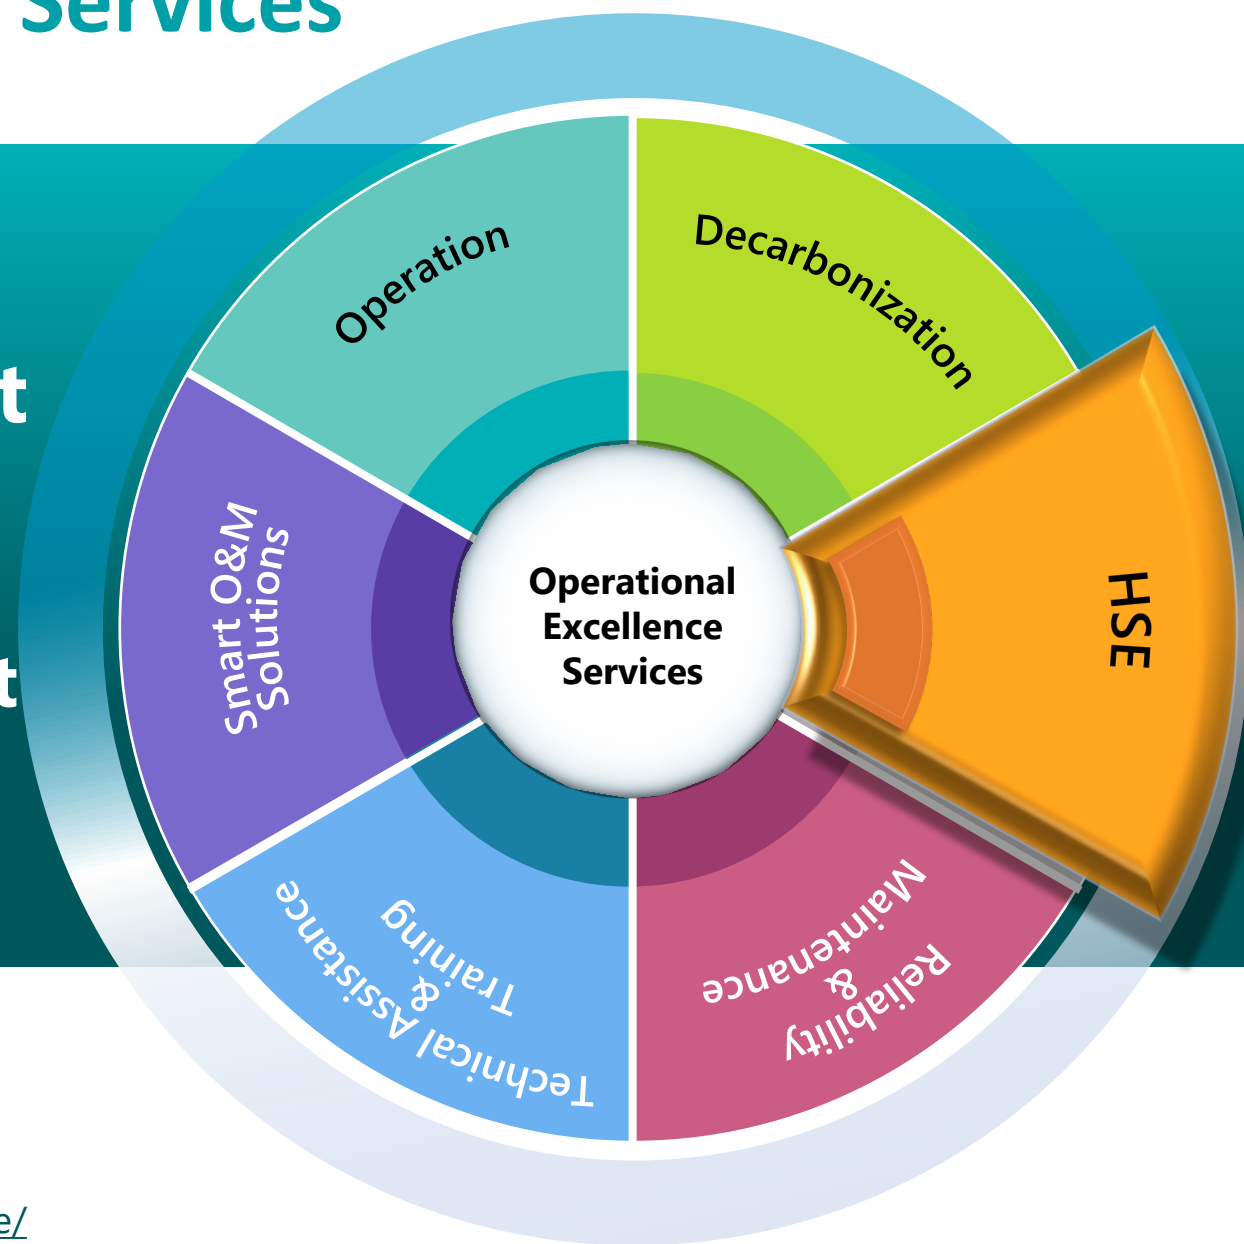 Services
Operation
Decarbonization
t
HSE
Smart O&M
Solutions
Operational
Excellence
Services
t
Reliability
&
Maintenance
Technical Assistance
&
Training
e/